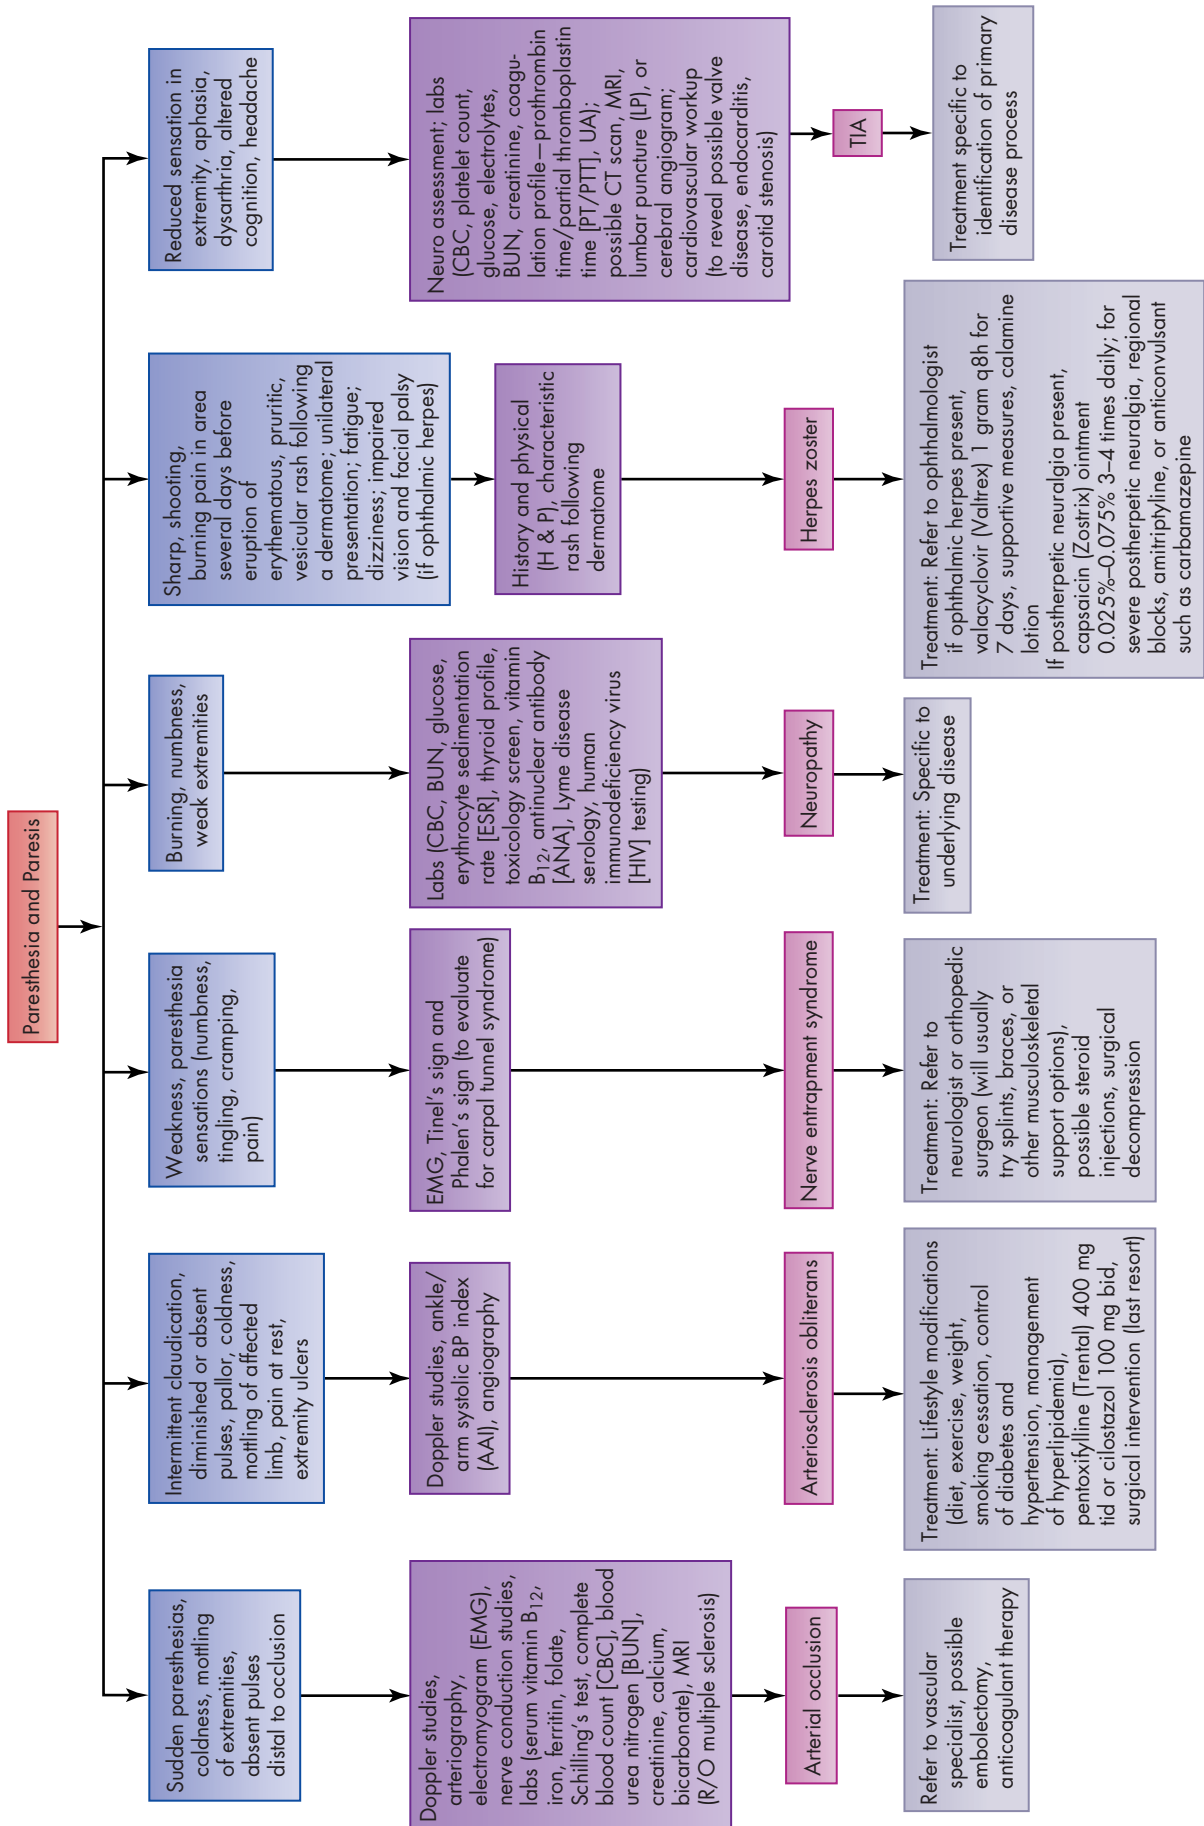 Paresthesia and Paresis
Sudden paresthesias,
coldness, mottling
of extremities,
absent pulses
distal to occlusion
Doppler studies,
arteriography,
electromyogram (EMG),
nerve conduction studies,
labs (serum vitamin B12,
iron, ferritin, folate,
Schilling's test, complete
blood count [CBC], blood
urea nitrogen [BUN],
creatinine, calcium,
bicarbonate), MRI
(R/O multiple sclerosis)
Arterial occlusion
Refer to vascular
specialist, possible
embolectomy,
anticoagulant therapy
Intermittent claudication,
diminished or absent
pulses, pallor, coldness,
mottling of affected
limb, pain at rest,
extremity ulcers
Doppler studies, ankle/
arm systolic BP index
(AAI), angiography
Arteriosclerosis obliterans
Treatment: Lifestyle modifications
(diet, exercise, weight,
smoking cessation, control
of diabetes and
hypertension, management
of hyperlipidemia),
pentoxifylline (Trental) 400 mg
tid or cilostazol 100 mg bid,
surgical intervention (last resort)
Weakness, paresthesia
sensations (numbness,
tingling, cramping,
pain)
EMG, Tinel's sign and
Phalen's sign (to evaluate
for carpal tunnel syndrome)
Nerve entrapment syndrome
Treatment: Refer to
neurologist or orthopedic
surgeon (will usually
try splints, braces, or
other musculoskeletal
support options),
possible steroid
injections, surgical
decompression
Burning, numbness,
weak extremities
Labs (CBC, BUN, glucose,
erythrocyte sedimentation
rate [ESR], thyroid profile,
toxicology screen, vitamin
B12, antinuclear antibody
[ANA], Lyme disease
serology, human
immunodeficiency virus
[HIV] testing)
Neuropathy
Treatment: Specific to
underlying disease
Sharp, shooting,
burning pain in area
several days before
eruption of
erythematous, pruritic,
vesicular rash following
a dermatome; unilateral
presentation; fatigue;
dizziness; impaired
vision and facial palsy
(if ophthalmic herpes)
History and physical
(H & P), characteristic
rash following
dermatome
Herpes zoster
Treatment: Refer to ophthalmologist
if ophthalmic herpes present,
valacyclovir (Valtrex) 1 gram q8h for
7 days, supportive measures, calamine
lotion
If postherpetic neuralgia present,
capsaicin (Zostrix) ointment
0.025%–0.075% 3–4 times daily; for
severe postherpetic neuralgia, regional
blocks, amitriptyline, or anticonvulsant
such as carbamazepine
Reduced sensation in
extremity, aphasia,
dysarthria, altered
cognition, headache
Neuro assessment; labs
(CBC, platelet count,
glucose, electrolytes,
BUN, creatinine, coagu-
lation profile—prothrombin
time/partial thromboplastin
time [PT/PTT], UA);
possible CT scan, MRI,
lumbar puncture (LP), or
cerebral angiogram;
cardiovascular workup
(to reveal possible valve
disease, endocarditis,
carotid stenosis)
TIA
Treatment specific to
identification of primary
disease process